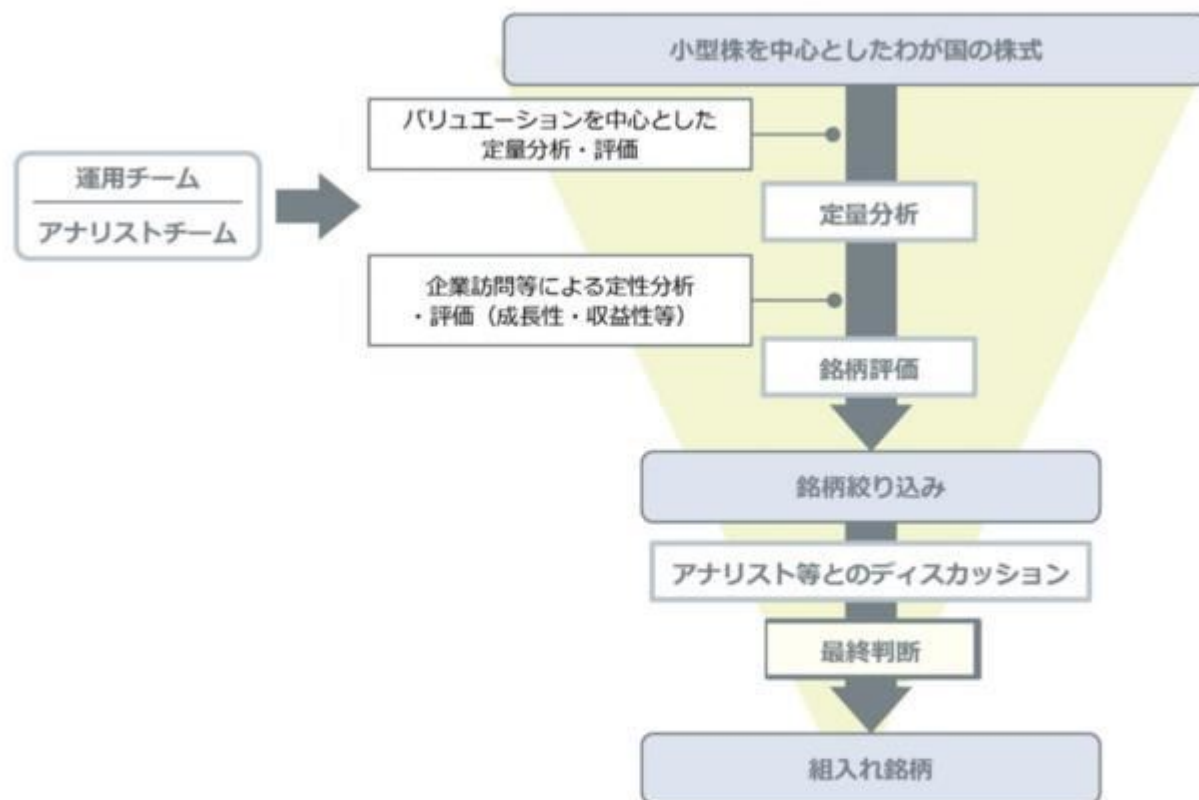 小型株を中心としたわが国の株式
バリュエーションを中心とした
定量分析・評価
運用チーム
アナリストチーム
定量分析
企業訪問等による定性分析
・評価（成長性・収益性等）
銘柄評価
銘柄絞り込み
アナリスト等とのディスカッション
最終判断
組入れ銘柄